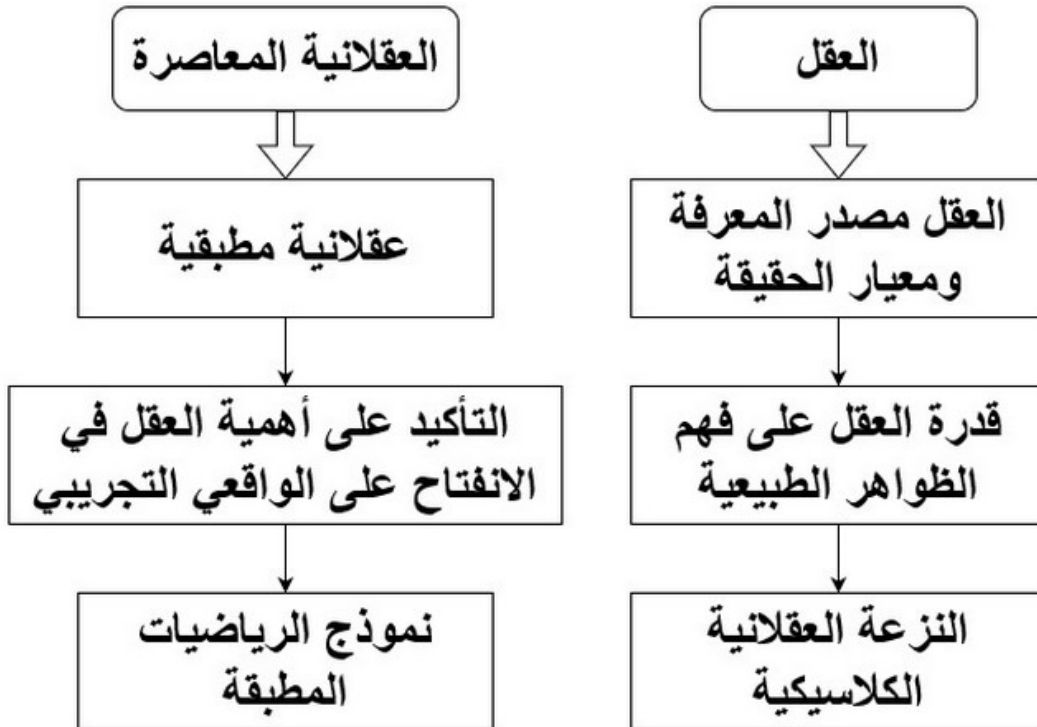 العقل
العقل مصدر المعرفة
ومعيار الحقيقة
قدرة العقل على فهم
الظواهر الطبيعية
النزعة العقلانية
الكلاسيكية
العقلانية المعاصرة
عقلانية مطبقية
التأكيد على أهمية العقل في
الانفتاح على الواقعي التجريبي
نموذج الرياضيات
المطبقة